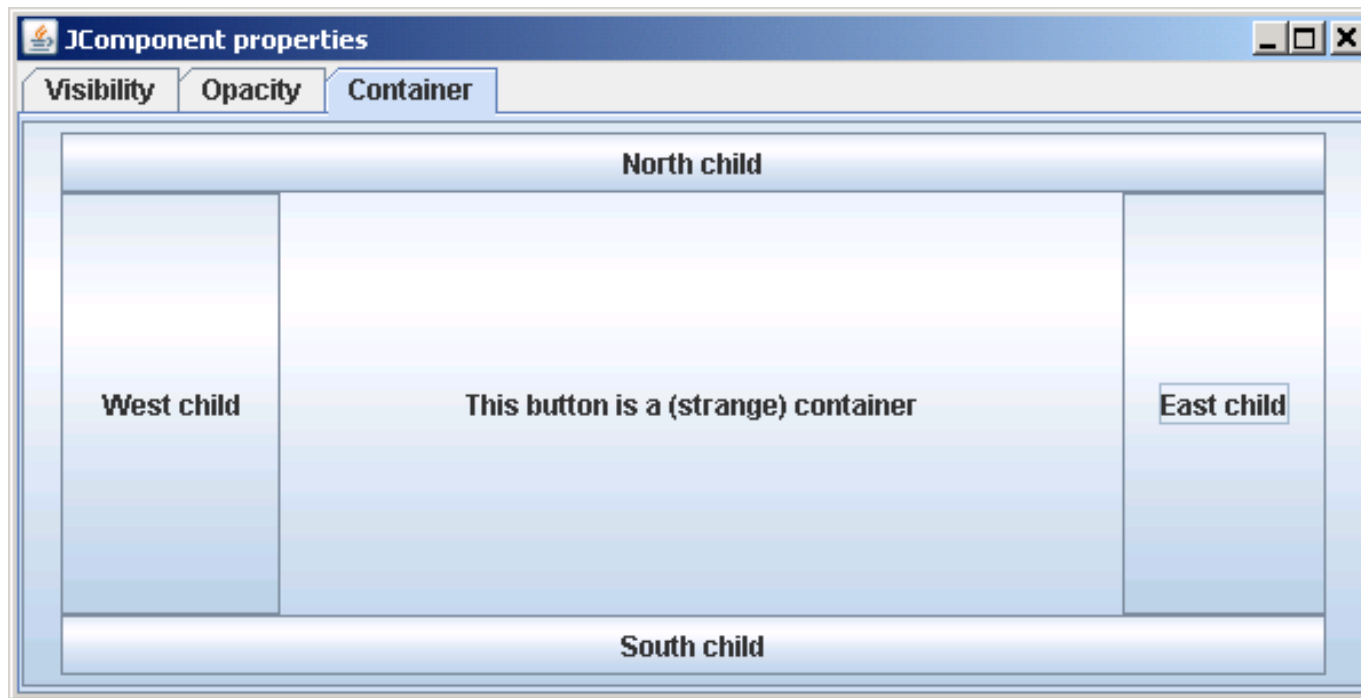 JComponent properties
Visibility Opacity Container
North child
West child This button is a (strange) container East child
South child